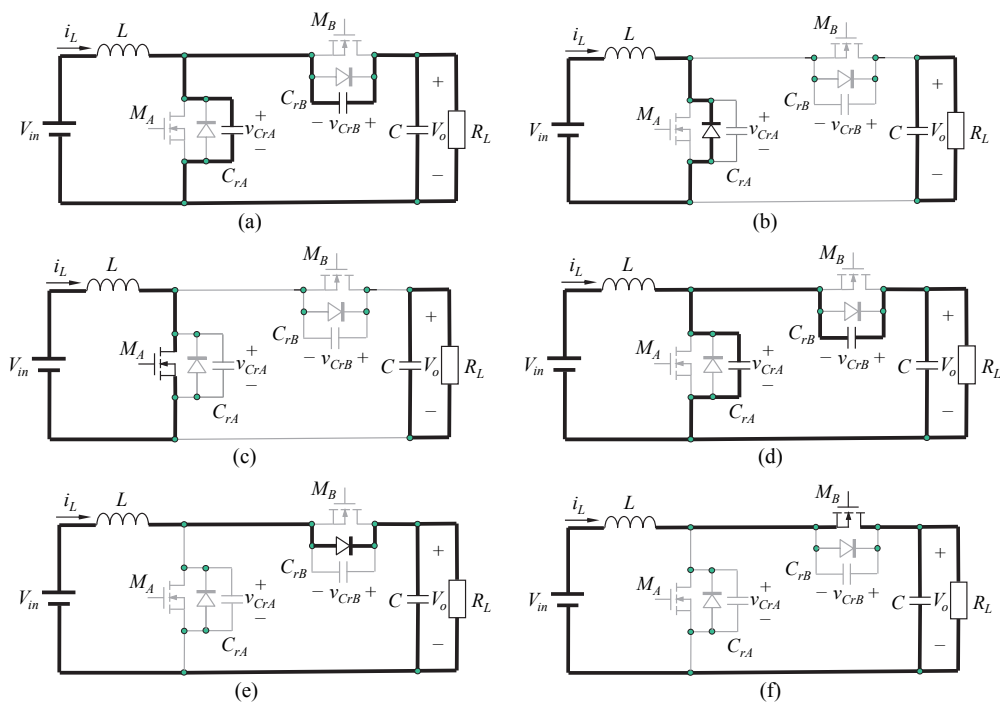 i_L L M_B
M_A v_CrA + − C_rA C_rB − v_CrB + C + V_o − R_L V_in
(a)
i_L L M_B
M_A v_CrA + − C_rA C_rB − v_CrB + C + V_o − R_L V_in
(b)
i_L L M_B
M_A v_CrA + − C_rA C_rB − v_CrB + C + V_o − R_L V_in
(c)
i_L L M_B
M_A v_CrA + − C_rA C_rB − v_CrB + C + V_o − R_L V_in
(d)
i_L L M_B
M_A v_CrA + − C_rA C_rB − v_CrB + C + V_o − R_L V_in
(e)
i_L L M_B
M_A v_CrA + − C_rA C_rB − v_CrB + C + V_o − R_L V_in
(f)